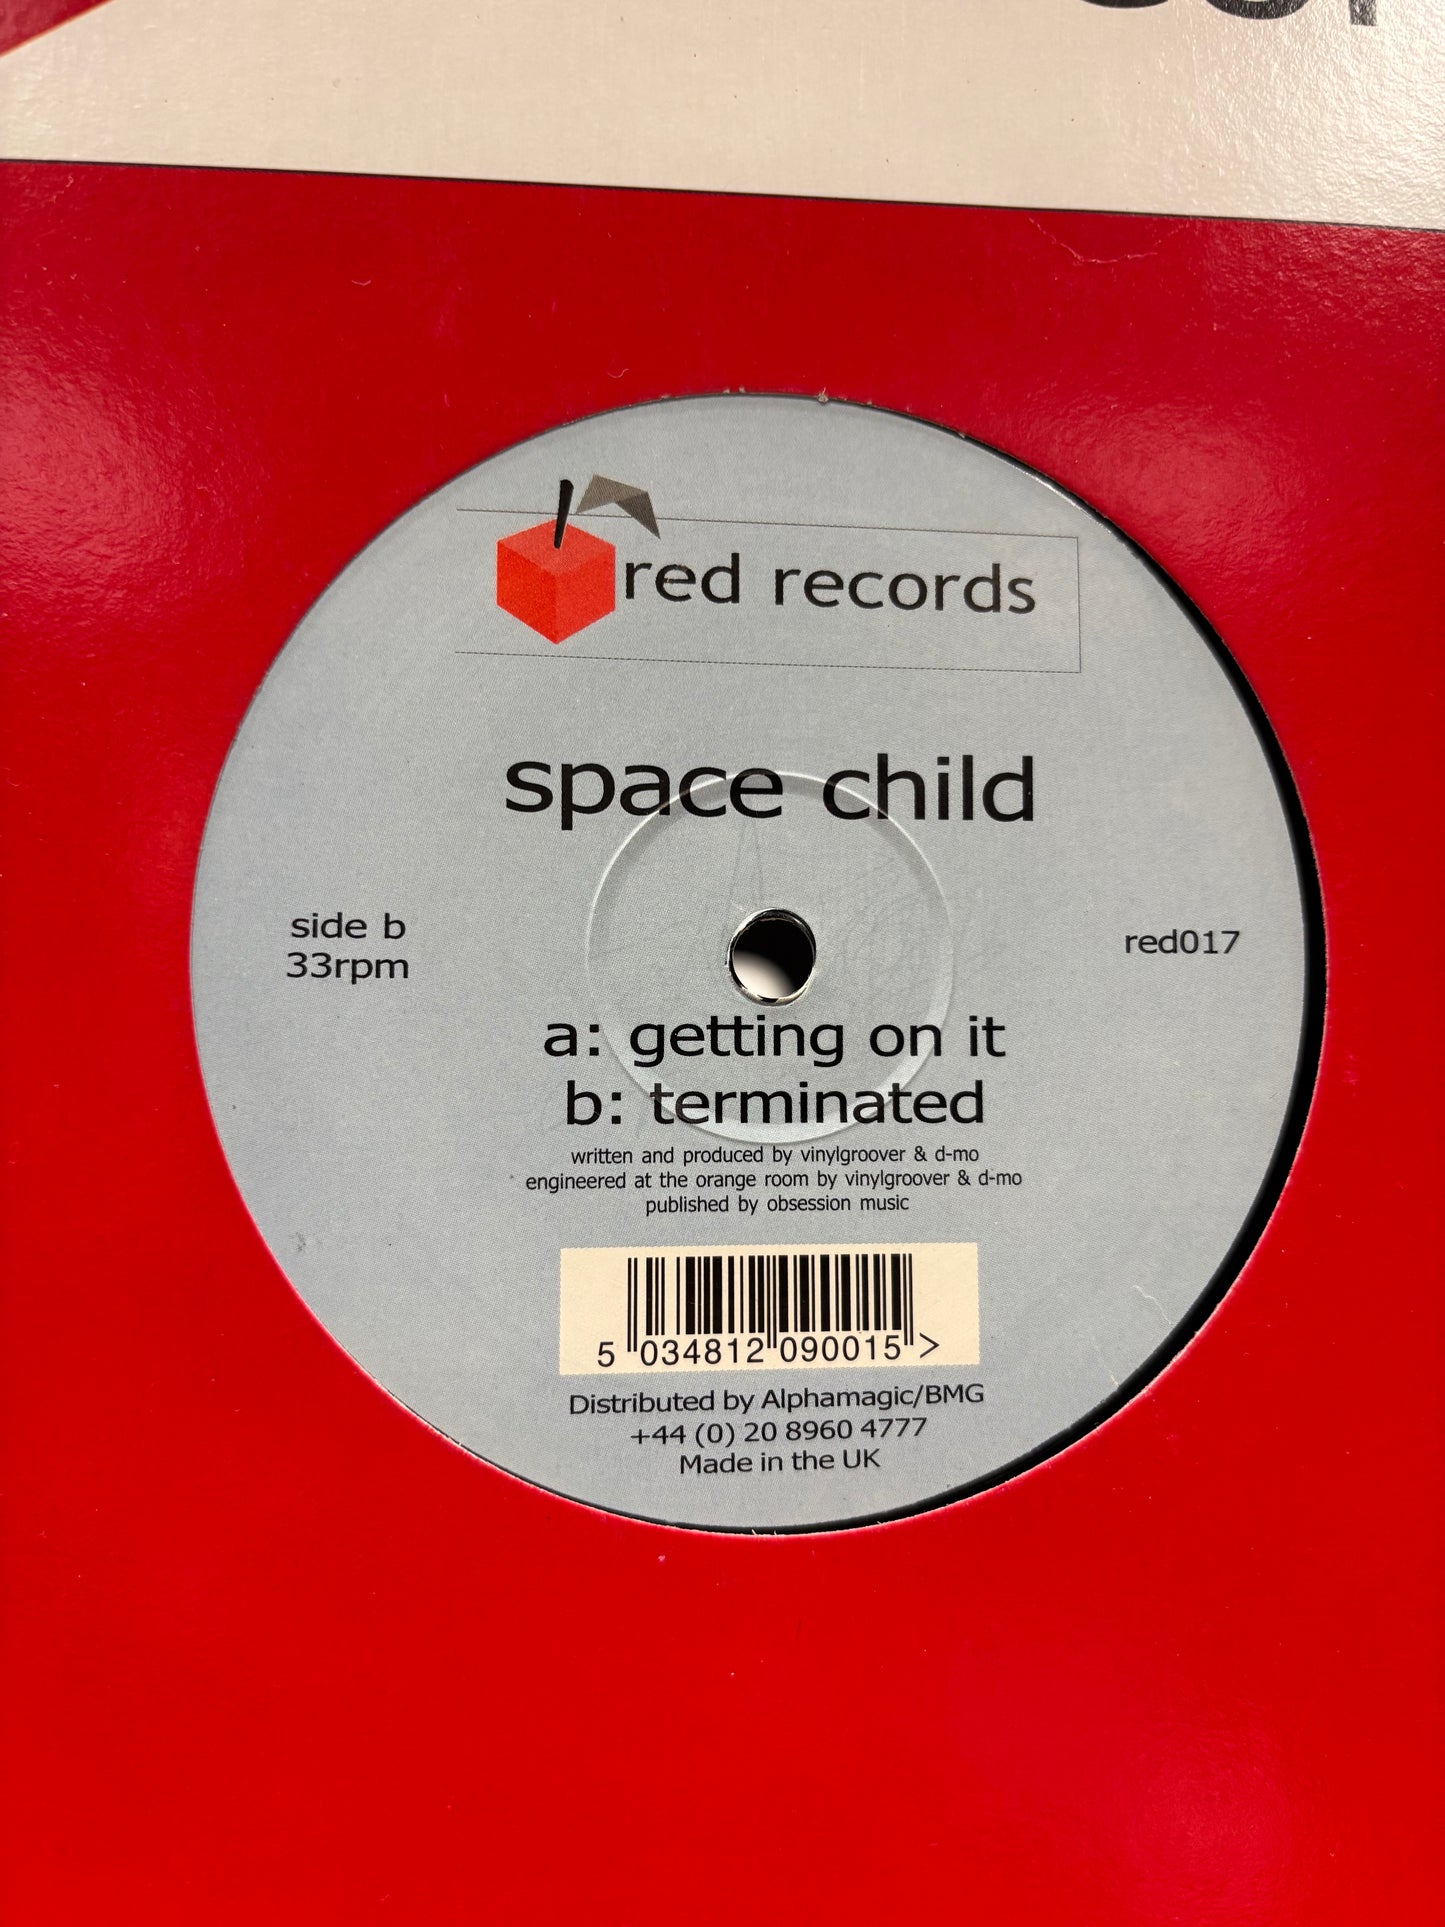 red records
space child
side b
33rpm
red017
a: getting on it
b: terminated
written and produced by vinylgroover & d-mo
engineered at the orange room by vinylgroover & d-mo
published by obsession music
5 034812 090015 >
Distributed by Alphamagic/BMG
+44 (0) 20 8960 4777
Made in the UK